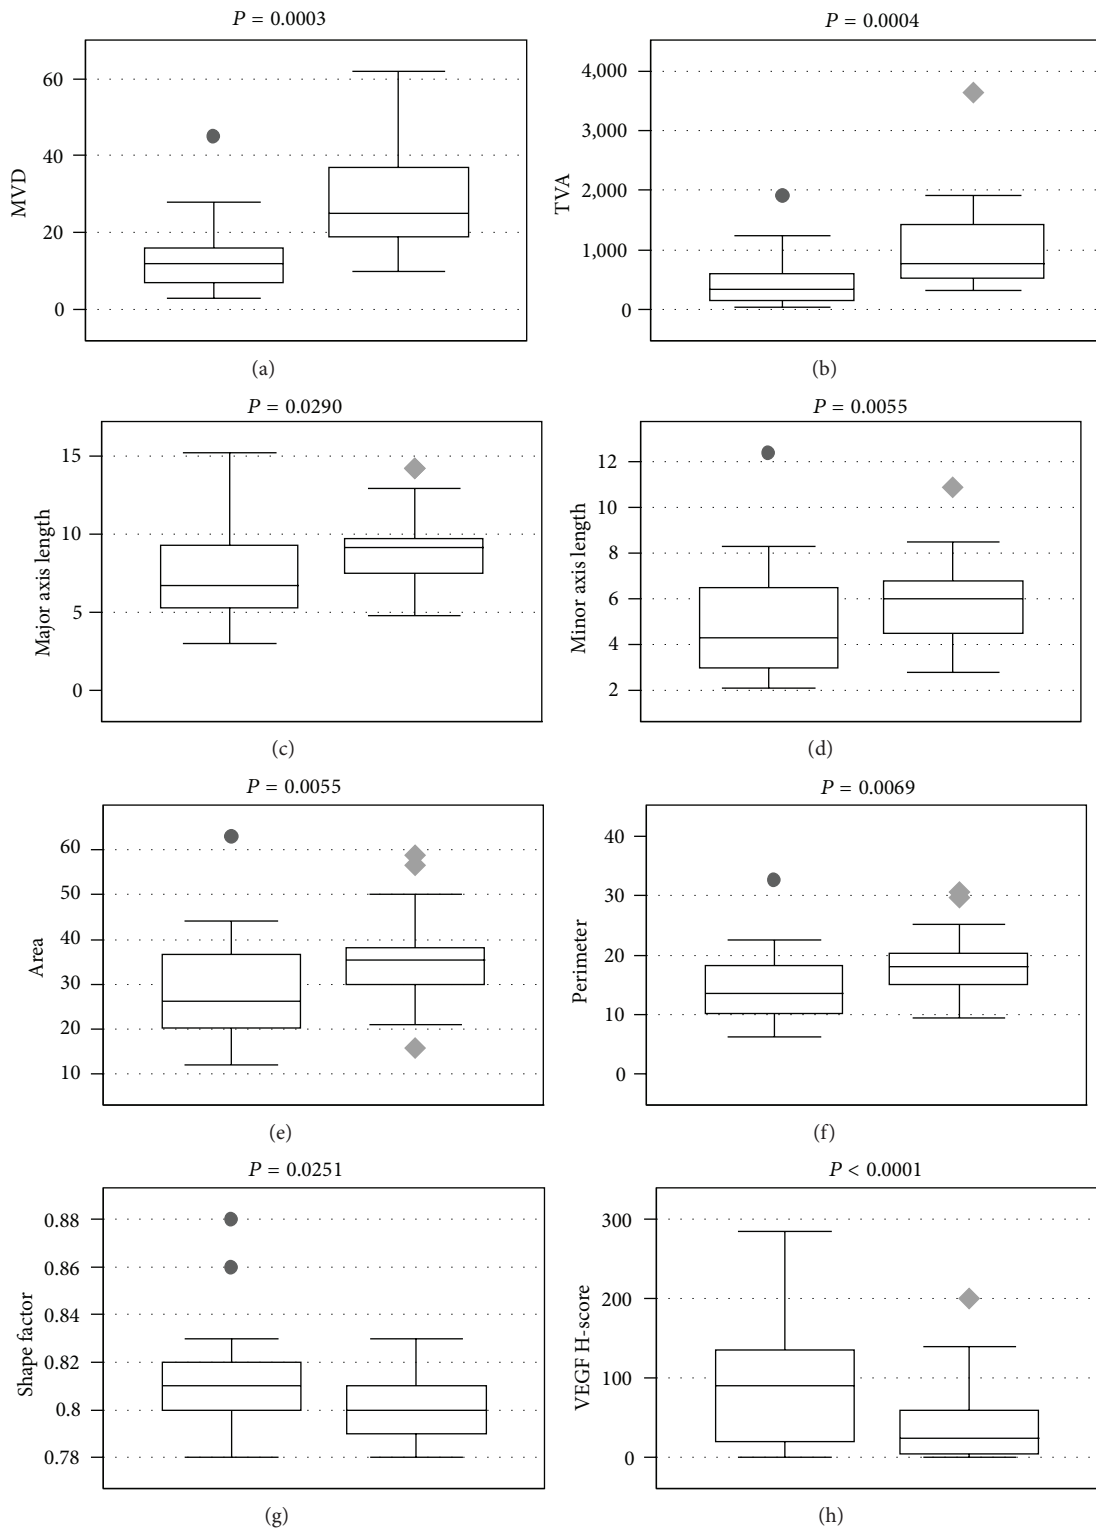 P = 0.0003
60
40
20
0
MVD
(a)
P = 0.0004
4,000
3,000
2,000
1,000
0
TVA
(b)
P = 0.0290
15
10
5
0
Major axis length
(c)
P = 0.0055
12
10
8
6
4
2
Minor axis length
(d)
P = 0.0055
60
50
40
30
20
10
Area
(e)
P = 0.0069
40
30
20
10
0
Perimeter
(f)
P = 0.0251
0.88
0.86
0.84
0.82
0.8
0.78
Shape factor
(g)
P < 0.0001
300
200
100
0
VEGF H-score
(h)